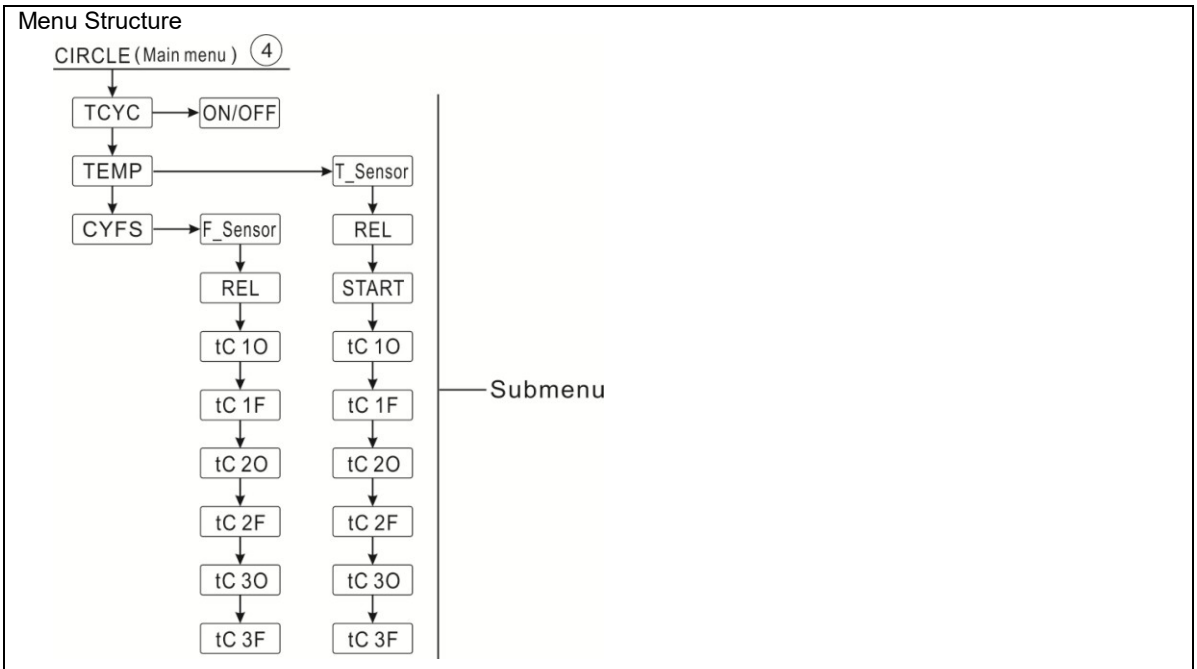 Menu Structure
CIRCLE (Main menu) 4
TCYC ON/OFF
TEMP T_Sensor
CYFS F_Sensor REL
REL START
tC 1O tC 1O
tC 1F tC 1F
Submenu
tC 2O tC 2O
tC 2F tC 2F
tC 3O tC 3O
tC 3F tC 3F